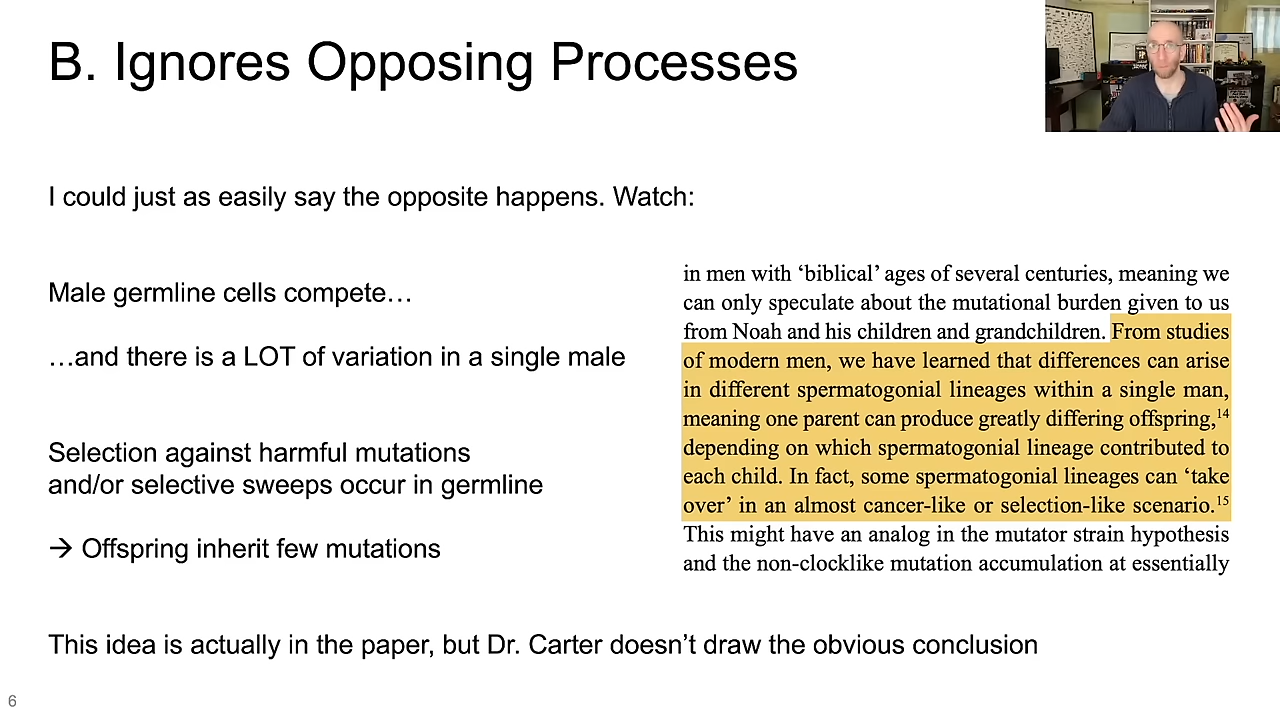 B. Ignores Opposing Processes
I could just as easily say the opposite happens. Watch:
Male germline cells compete…
…and there is a LOT of variation in a single male
Selection against harmful mutations
and/or selective sweeps occur in germline
→ Offspring inherit few mutations
in men with ‘biblical’ ages of several centuries, meaning we
can only speculate about the mutational burden given to us
from Noah and his children and grandchildren. From studies
of modern men, we have learned that differences can arise
in different spermatogonial lineages within a single man,
meaning one parent can produce greatly differing offspring,¹⁴
depending on which spermatogonial lineage contributed to
each child. In fact, some spermatogonial lineages can ‘take
over’ in an almost cancer-like or selection-like scenario.¹⁵
This might have an analog in the mutator strain hypothesis
and the non-clocklike mutation accumulation at essentially
This idea is actually in the paper, but Dr. Carter doesn’t draw the obvious conclusion
6